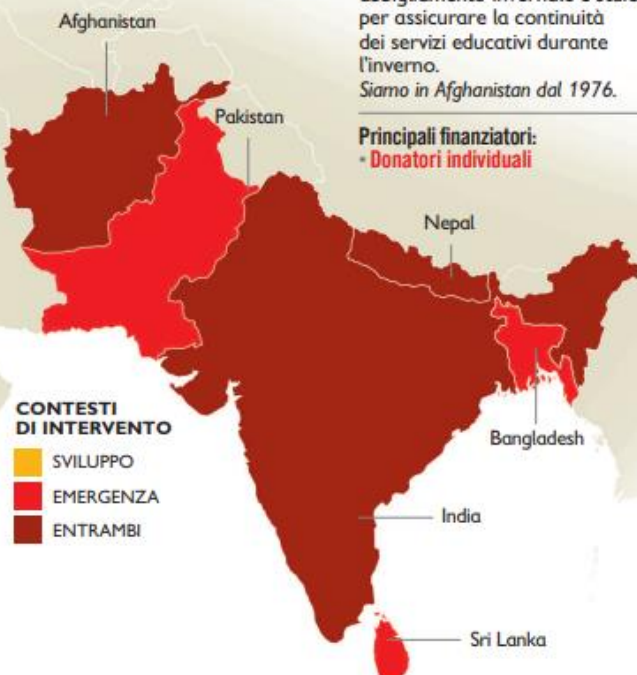 per assicurare la continuità
dei servizi educativi durante
l'inverno.
Siamo in Afghanistan dal 1976.
Principali finanziatori:
• Donatori individuali
Afghanistan
Pakistan
Nepal
Bangladesh
India
Sri Lanka
CONTESTI
DI INTERVENTO
SVILUPPO
EMERGENZA
ENTRAMBI